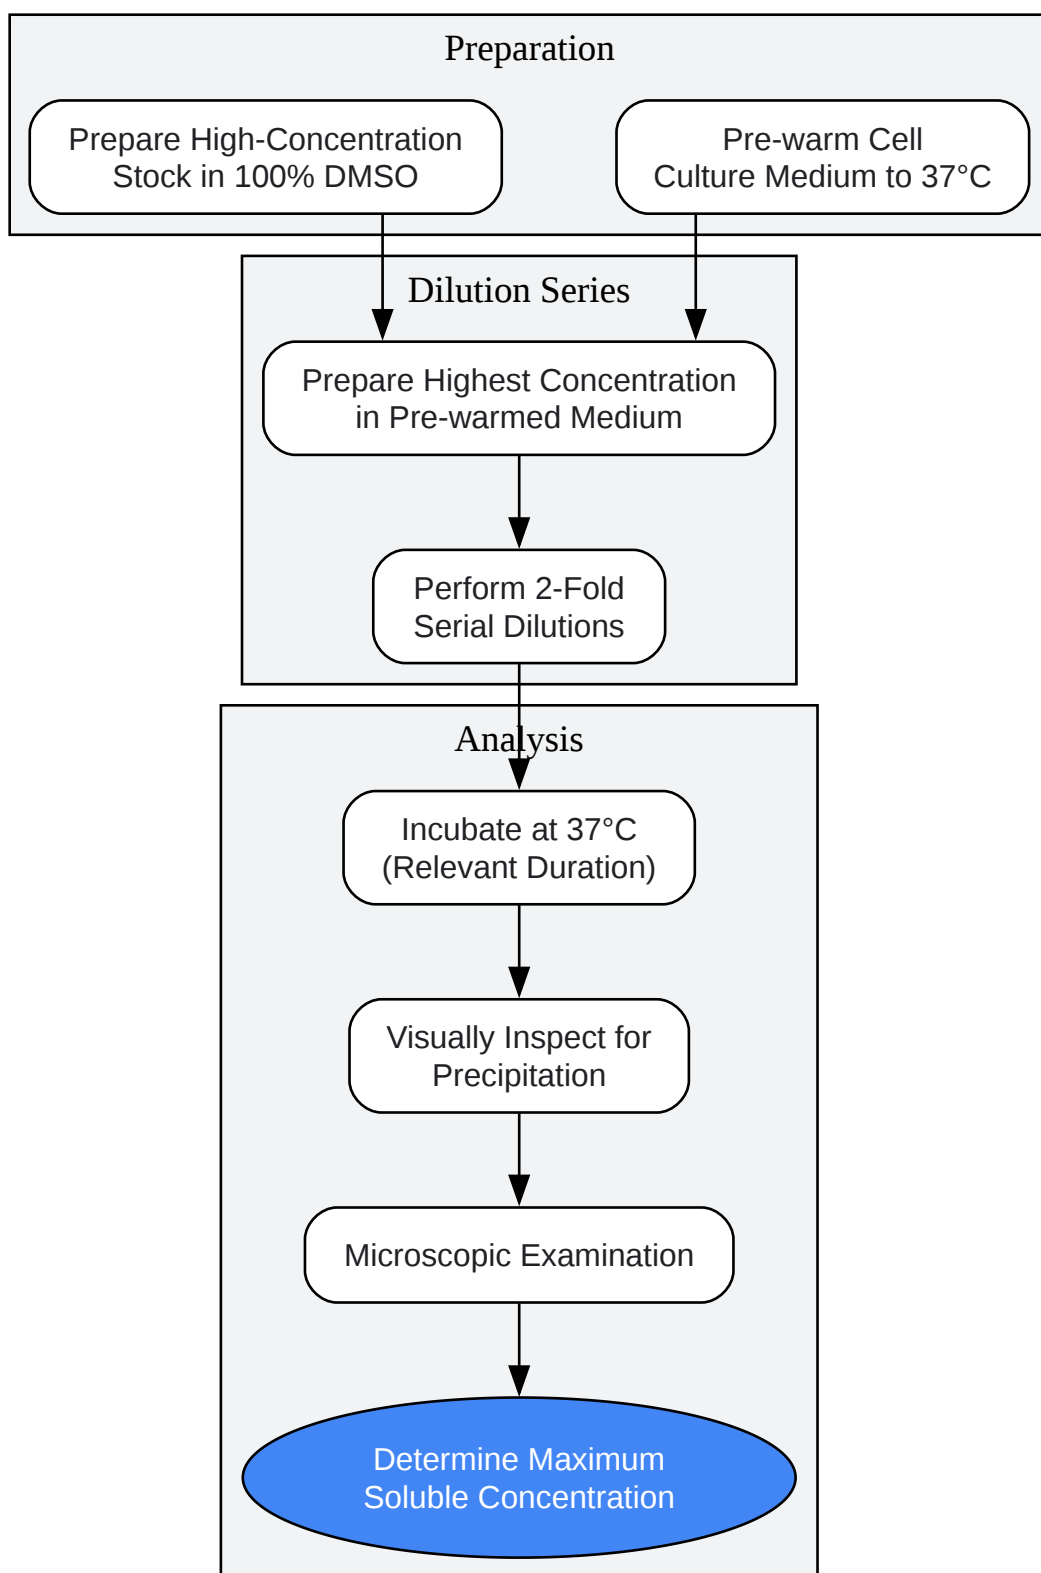 Preparation
Prepare High-Concentration
Stock in 100% DMSO
Pre-warm Cell
Culture Medium to 37°C
Dilution Series
Prepare Highest Concentration
in Pre-warmed Medium
Perform 2-Fold
Serial Dilutions
Analysis
Incubate at 37°C
(Relevant Duration)
Visually Inspect for
Precipitation
Microscopic Examination
Determine Maximum
Soluble Concentration